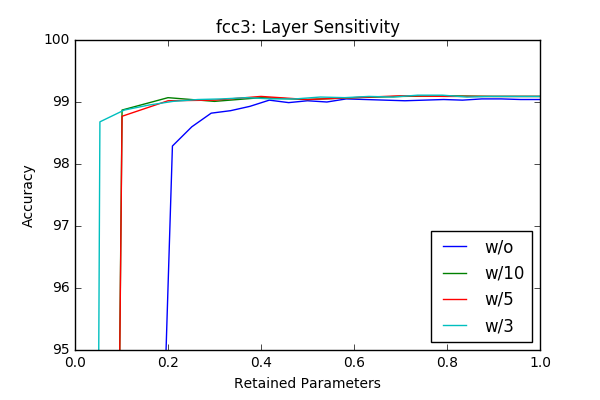 fcc3: Layer Sensitivity
100
99
98
97
96
95
Accuracy
w/o
w/10
w/5
w/3
0.0 0.2 0.4 0.6 0.8 1.0
Retained Parameters